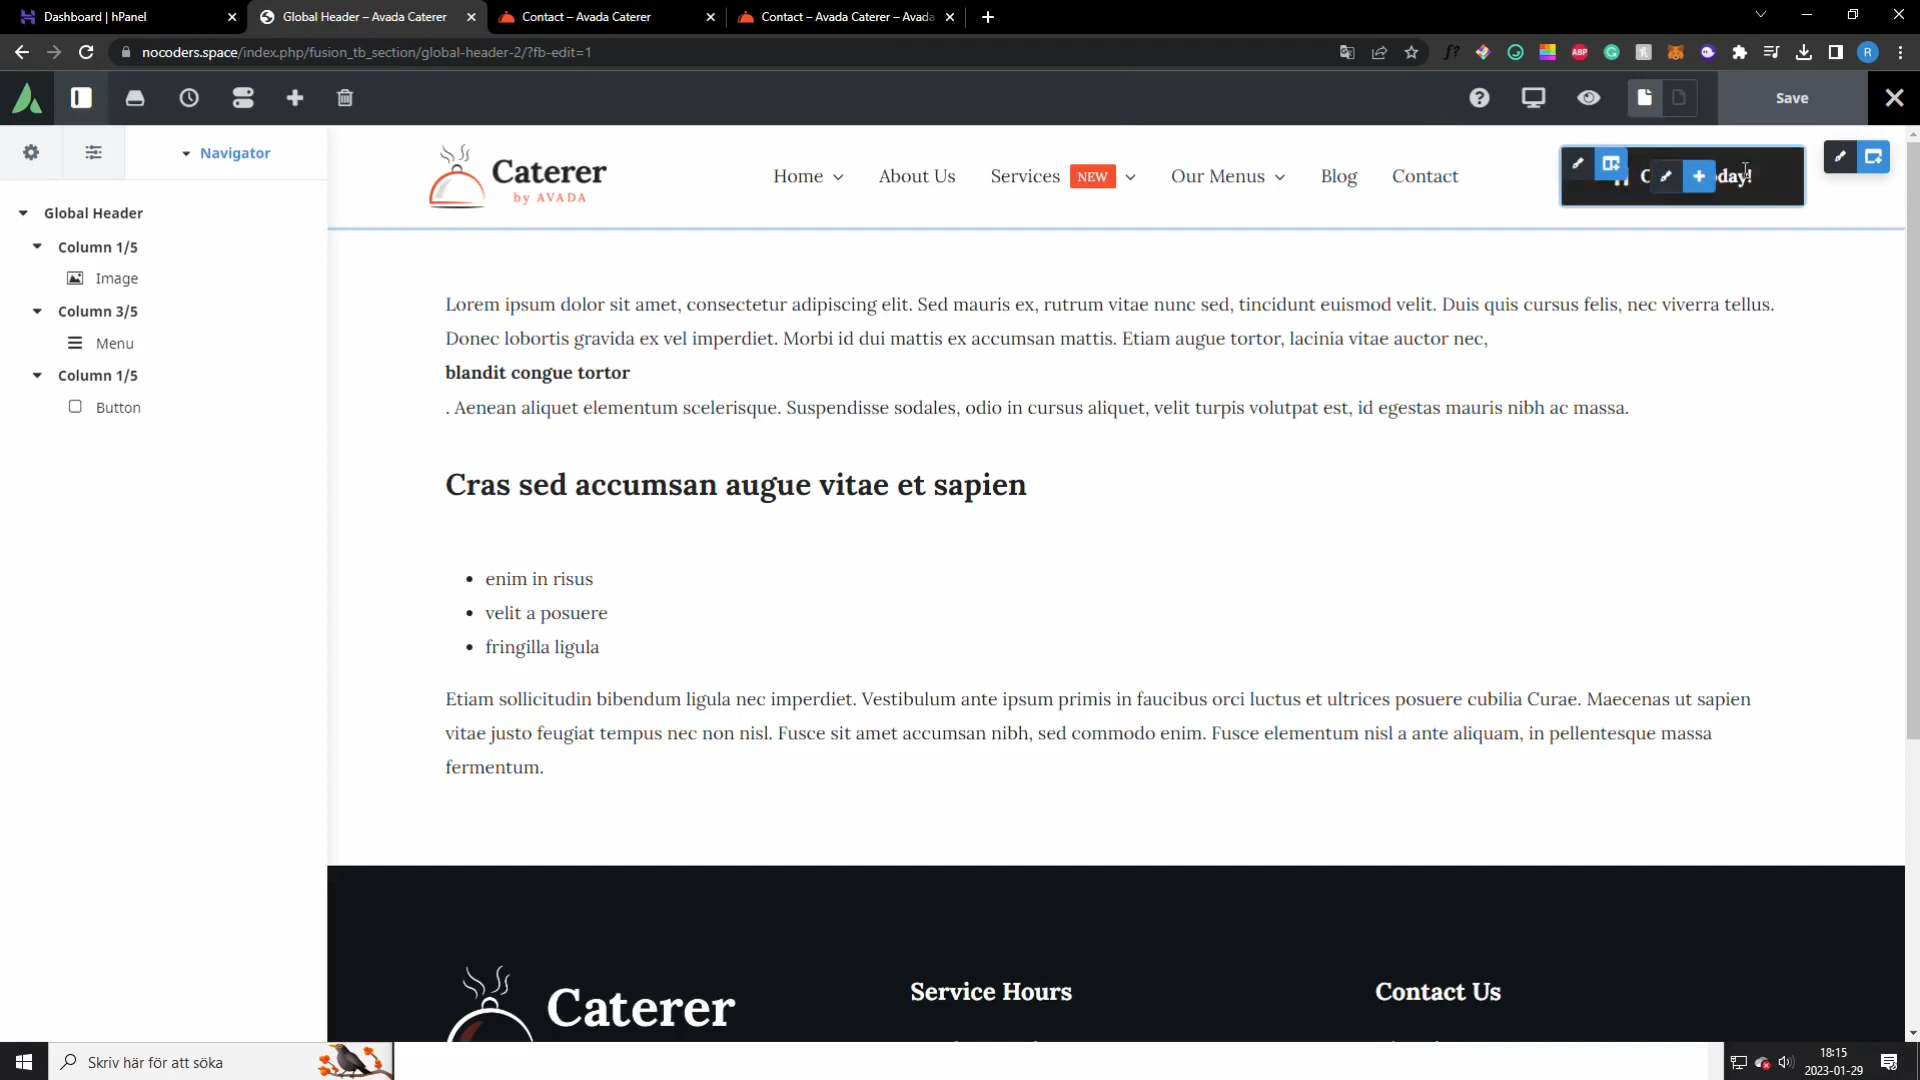 Dashboard | hPanel
Global Header – Avada Caterer
Contact – Avada Caterer
Contact – Avada Caterer – Avada
nocoders.space/index.php/fusion_tb_section/global-header-2/?fb-edit=1
Save
Navigator
Global Header
Column 1/5
Image
Column 3/5
Menu
Column 1/5
Button
Caterer
by AVADA
Home
About Us
Services NEW
Our Menus
Blog
Contact
Lorem ipsum dolor sit amet, consectetur adipiscing elit. Sed mauris ex, rutrum vitae nunc sed, tincidunt euismod velit. Duis quis cursus felis, nec viverra tellus.
Donec lobortis gravida ex vel imperdiet. Morbi id dui mattis ex accumsan mattis. Etiam augue tortor, lacinia vitae auctor nec,
blandit congue tortor
. Aenean aliquet elementum scelerisque. Suspendisse sodales, odio in cursus aliquet, velit turpis volutpat est, id egestas mauris nibh ac massa.
Cras sed accumsan augue vitae et sapien
• enim in risus
• velit a posuere
• fringilla ligula
Etiam sollicitudin bibendum ligula nec imperdiet. Vestibulum ante ipsum primis in faucibus orci luctus et ultrices posuere cubilia Curae. Maecenas ut sapien
vitae justo feugiat tempus nec non nisl. Fusce sit amet accumsan nibh, sed commodo enim. Fusce elementum nisl a ante aliquam, in pellentesque massa
fermentum.
Caterer
Service Hours
Contact Us
Skriv här för att söka
18:15
2023-01-29